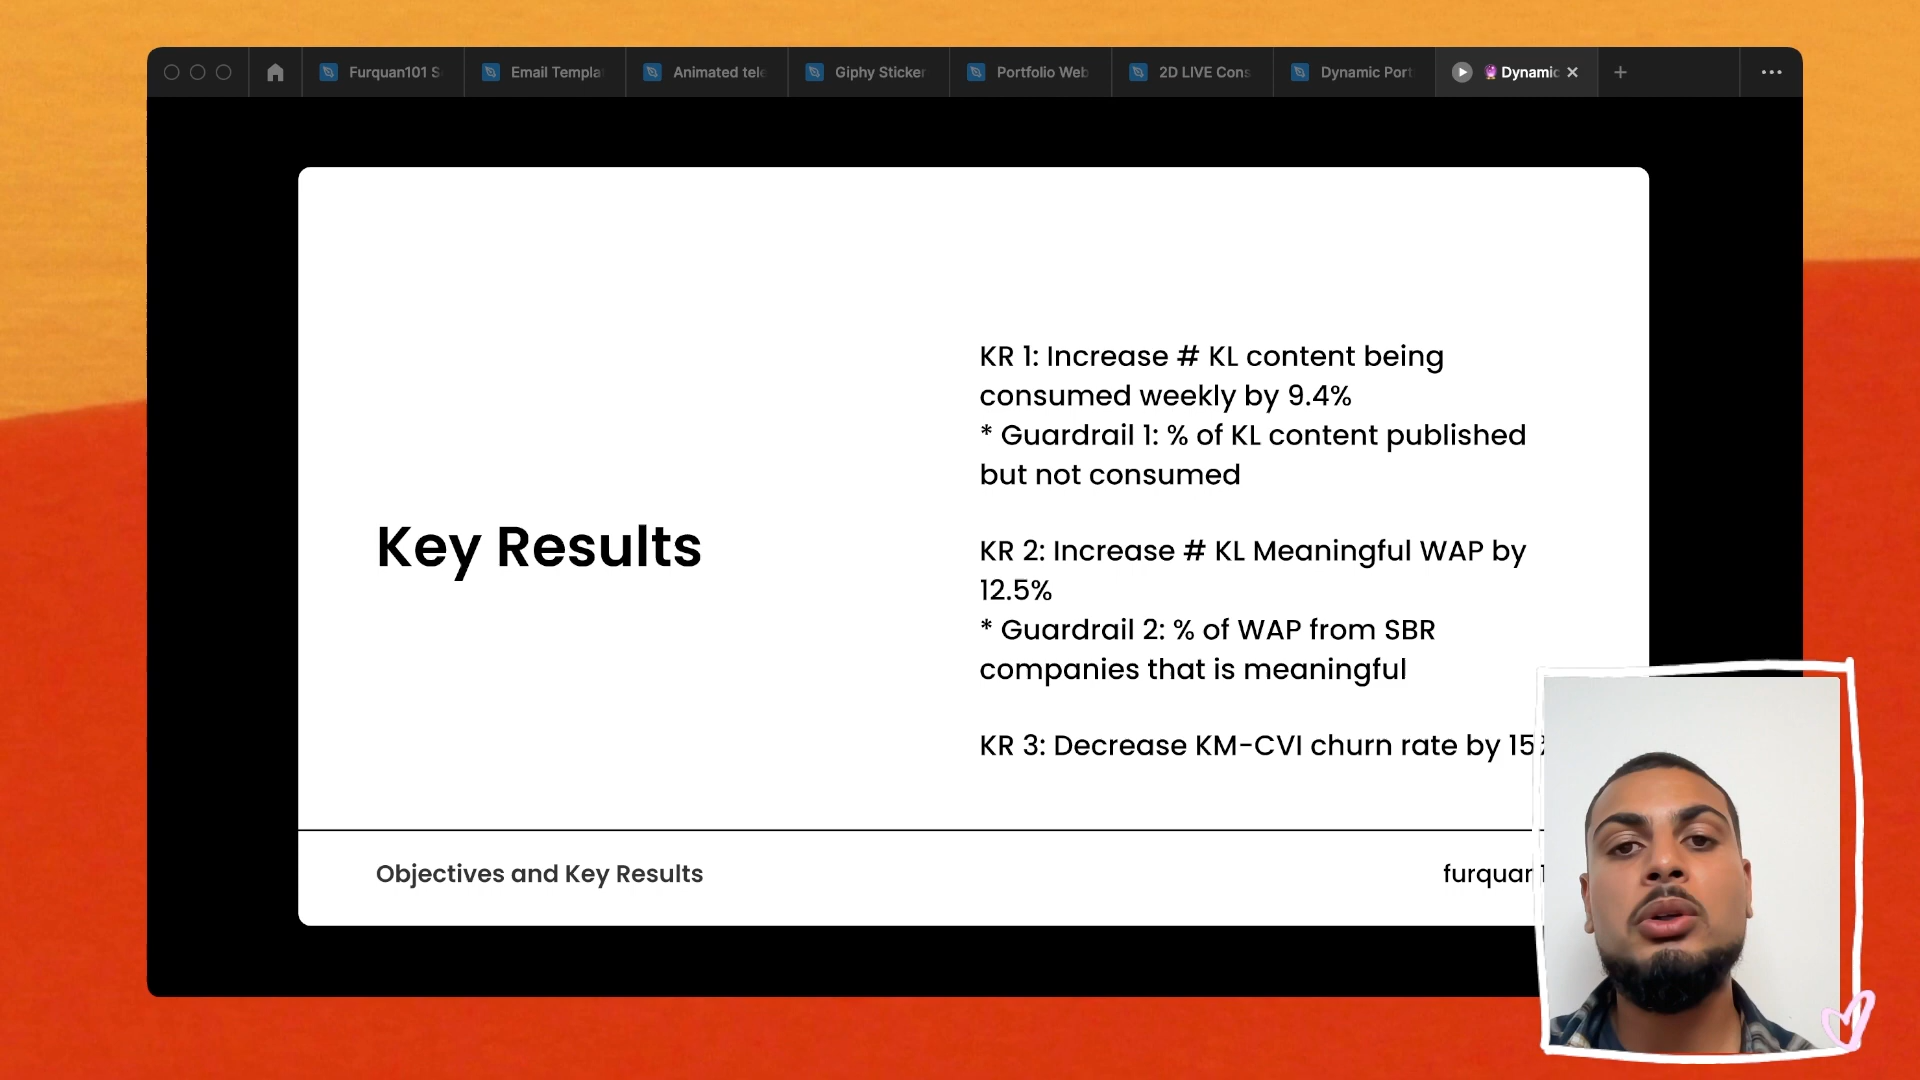 Furquan101 S
Email Templa
Animated tele
Giphy Sticker
Portfolio Web
2D LIVE Cons
Dynamic Port
Dynamic
KR 1: Increase # KL content being
consumed weekly by 9.4%
* Guardrail 1: % of KL content published
but not consumed
Key Results
KR 2: Increase # KL Meaningful WAP by
12.5%
* Guardrail 2: % of WAP from SBR
companies that is meaningful
KR 3: Decrease KM-CVI churn rate by 15
Objectives and Key Results
furquan1